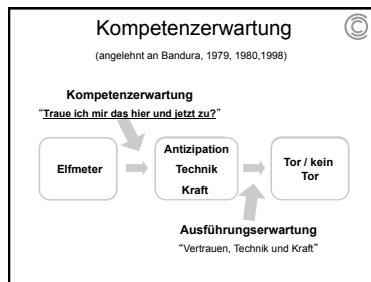 Kompetenzerwartung
(angelehnt an Bandura, 1979, 1980,1998)
Kompetenzerwartung
“Traue ich mir das hier und jetzt zu?”
Elfmeter
Antizipation
Technik
Kraft
Tor / kein
Tor
Ausführungserwartung
“Vertrauen, Technik und Kraft”